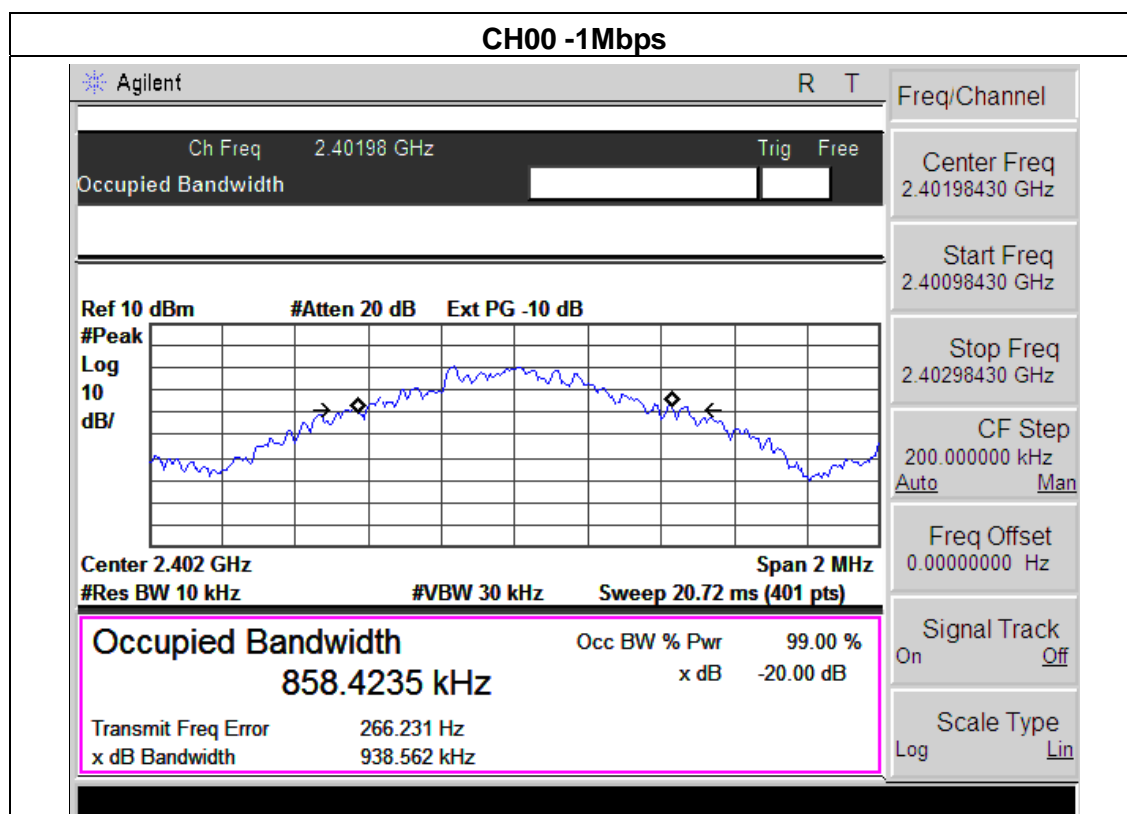 CH00 -1Mbps
Agilent R T
Ch Freq 2.40198 GHz Trig Free
Occupied Bandwidth
Ref 10 dBm #Atten 20 dB Ext PG -10 dB
#Peak
Log
10
dB/
Center 2.402 GHz Span 2 MHz
#Res BW 10 kHz #VBW 30 kHz Sweep 20.72 ms (401 pts)
Occupied Bandwidth Occ BW % Pwr 99.00 %
858.4235 kHz x dB -20.00 dB
Transmit Freq Error 266.231 Hz
x dB Bandwidth 938.562 kHz
Freq/Channel
Center Freq
2.40198430 GHz
Start Freq
2.40098430 GHz
Stop Freq
2.40298430 GHz
CF Step
200.000000 kHz
Auto Man
Freq Offset
0.00000000 Hz
Signal Track
On Off
Scale Type
Log Lin